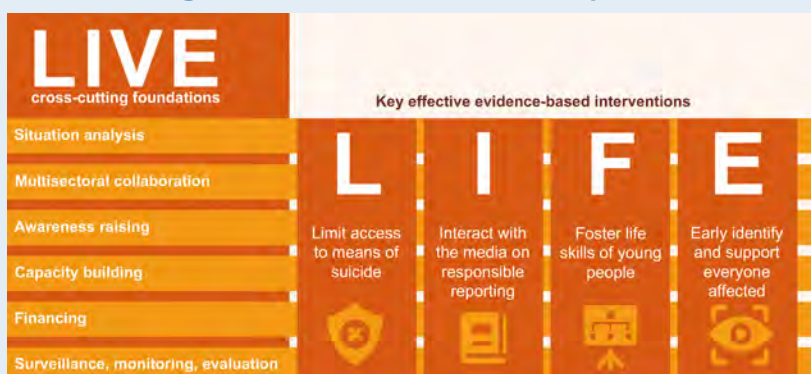 LIVE
cross-cutting foundations
Key effective evidence-based interventions
Situation analysis
Multisectoral collaboration
Awareness raising
Capacity building
Financing
Surveillance, monitoring, evaluation
L
Limit access
to means of
suicide
I
Interact with
the media on
responsible
reporting
F
Foster life
skills of young
people
E
Early identify
and support
everyone
affected